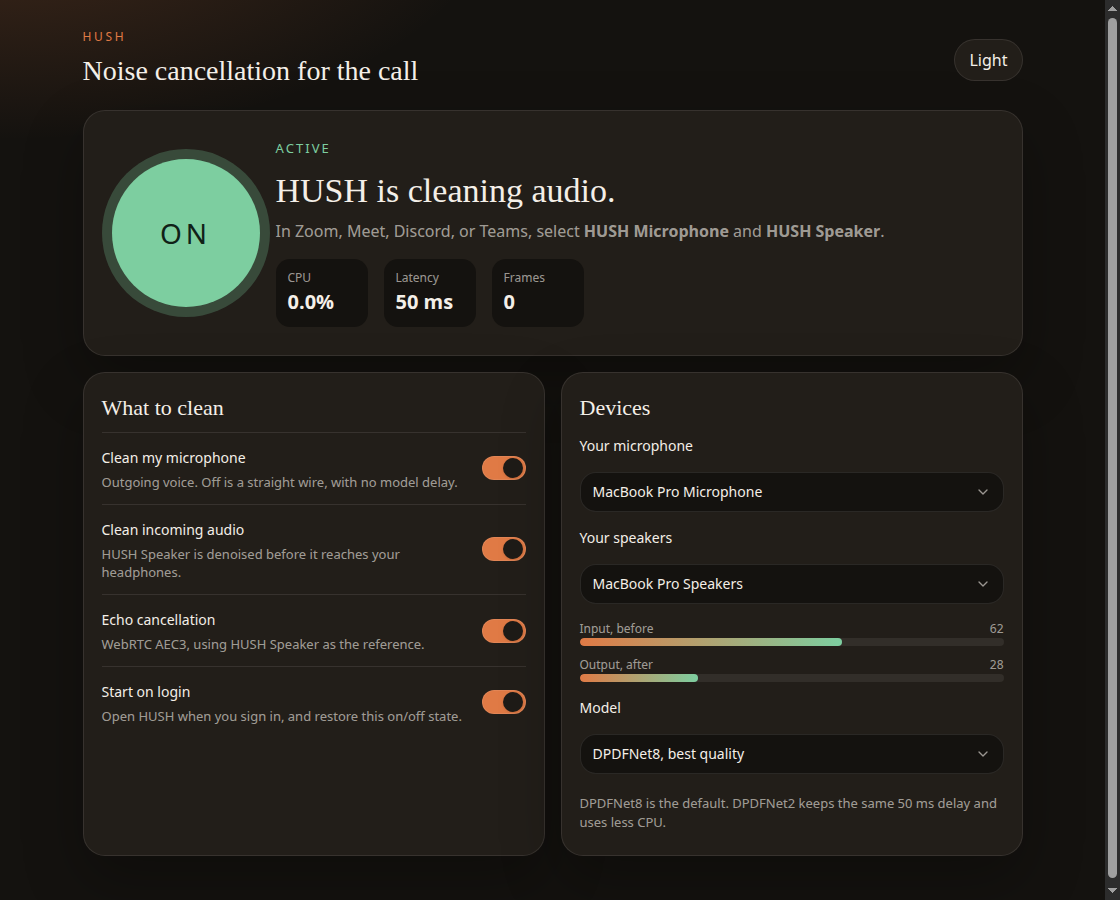 HUSH
Noise cancellation for the call
Light
ON
ACTIVE
HUSH is cleaning audio.
In Zoom, Meet, Discord, or Teams, select HUSH Microphone and HUSH Speaker.
CPU
0.0%
Latency
50 ms
Frames
0
What to clean
Clean my microphone
Outgoing voice. Off is a straight wire, with no model delay.
Clean incoming audio
HUSH Speaker is denoised before it reaches your
headphones.
Echo cancellation
WebRTC AEC3, using HUSH Speaker as the reference.
Start on login
Open HUSH when you sign in, and restore this on/off state.
Devices
Your microphone
MacBook Pro Microphone
Your speakers
MacBook Pro Speakers
Input, before 62
Output, after 28
Model
DPDFNet8, best quality
DPDFNet8 is the default. DPDFNet2 keeps the same 50 ms delay and
uses less CPU.